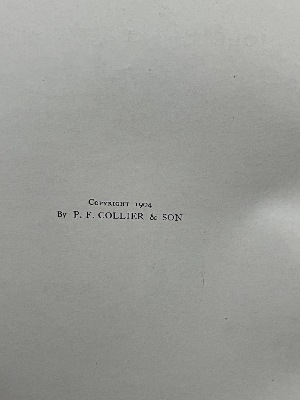 Copyright 1904
By P. F. COLLIER & SON